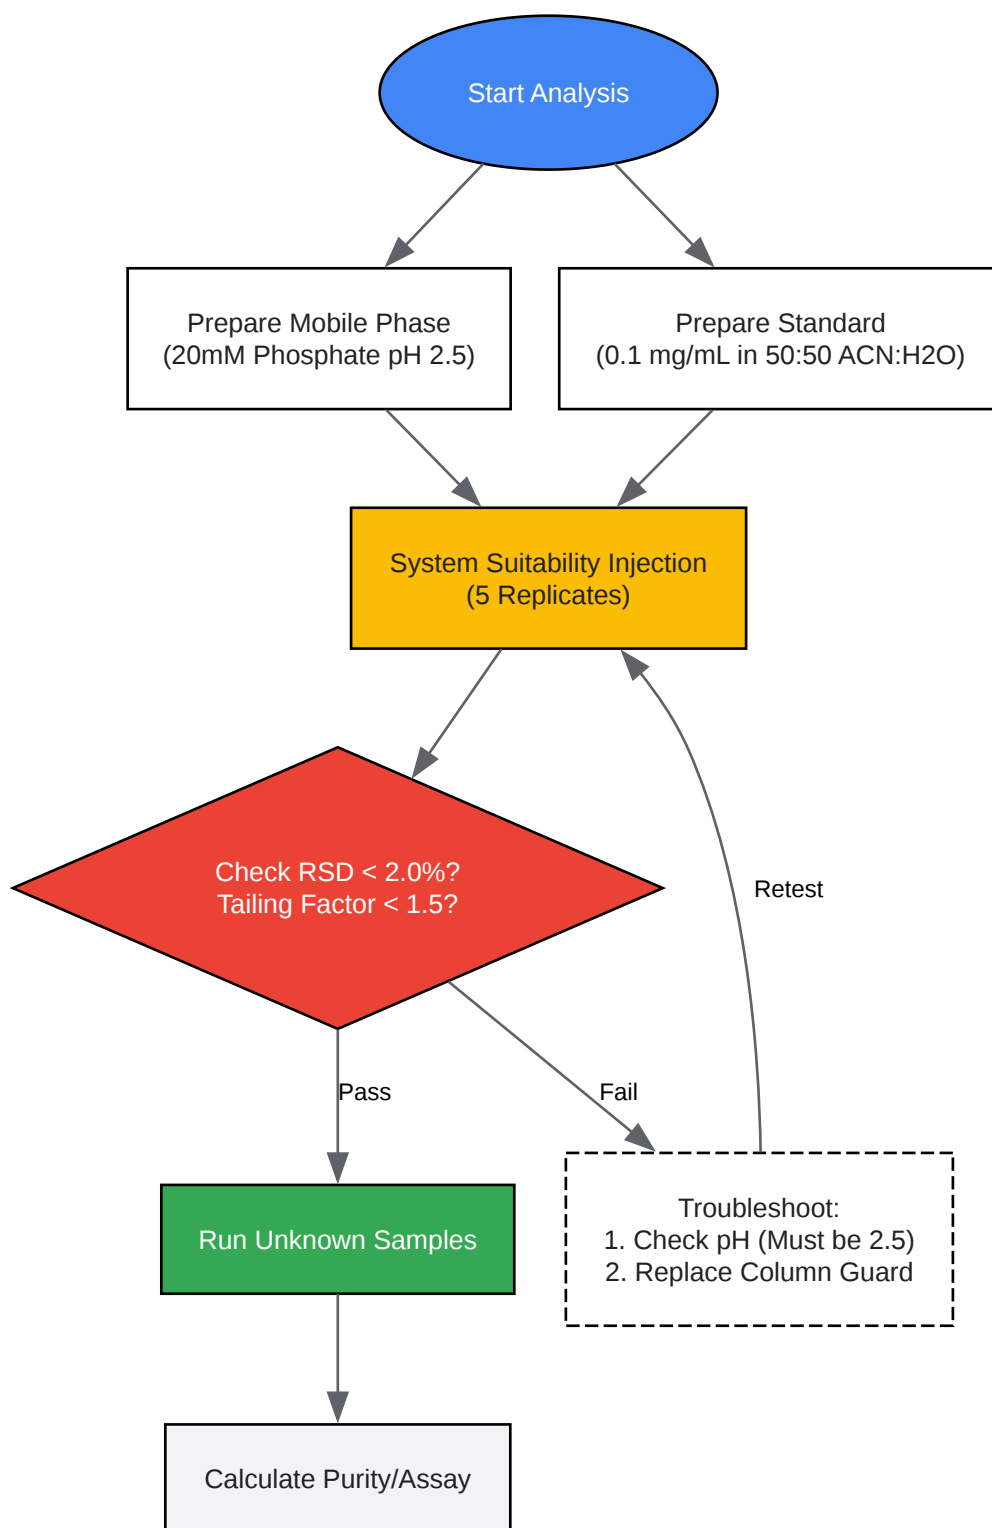 Start Analysis
Prepare Mobile Phase
(20mM Phosphate pH 2.5)
Prepare Standard
(0.1 mg/mL in 50:50 ACN:H2O)
System Suitability Injection
(5 Replicates)
Check RSD < 2.0%?
Tailing Factor < 1.5?
Retest
Pass
Fail
Troubleshoot:
1. Check pH (Must be 2.5)
2. Replace Column Guard
Run Unknown Samples
Calculate Purity/Assay